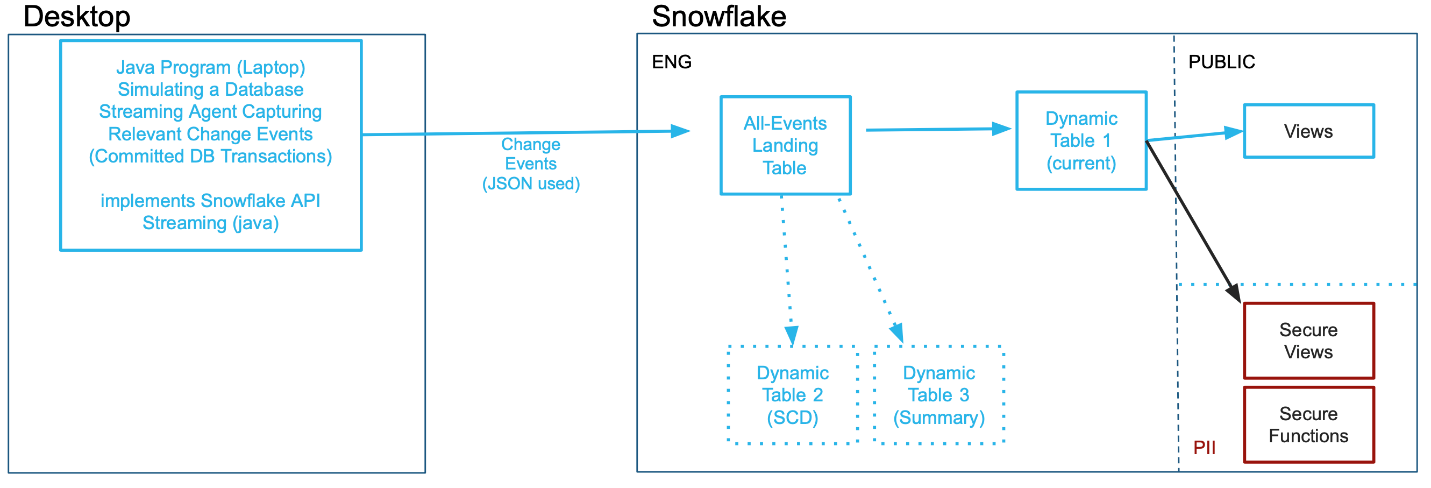 Desktop
Snowflake
Java Program (Laptop)
Simulating a Database
Streaming Agent Capturing
Relevant Change Events
(Committed DB Transactions)
implements Snowflake API
Streaming (java)
Change
Events
(JSON used)
ENG
All-Events
Landing
Table
Dynamic
Table 1
(current)
Dynamic
Table 2
(SCD)
Dynamic
Table 3
(Summary)
PUBLIC
Views
Secure
Views
Secure
Functions
PII